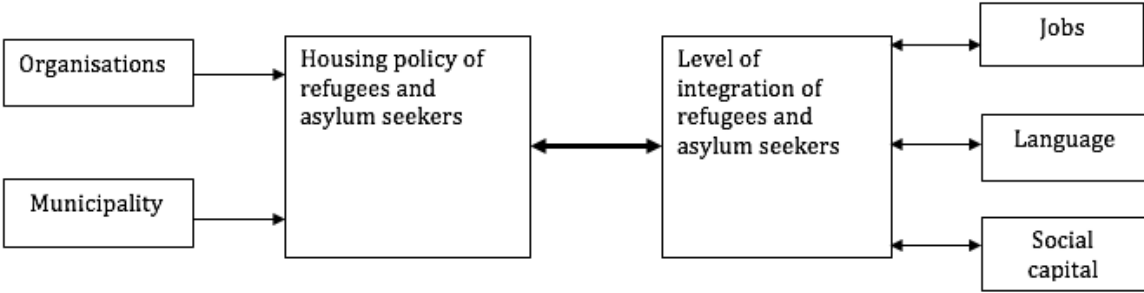 Organisations
Municipality
Housing policy of
refugees and
asylum seekers
Level of
integration of
refugees and
asylum seekers
Jobs
Language
Social
capital